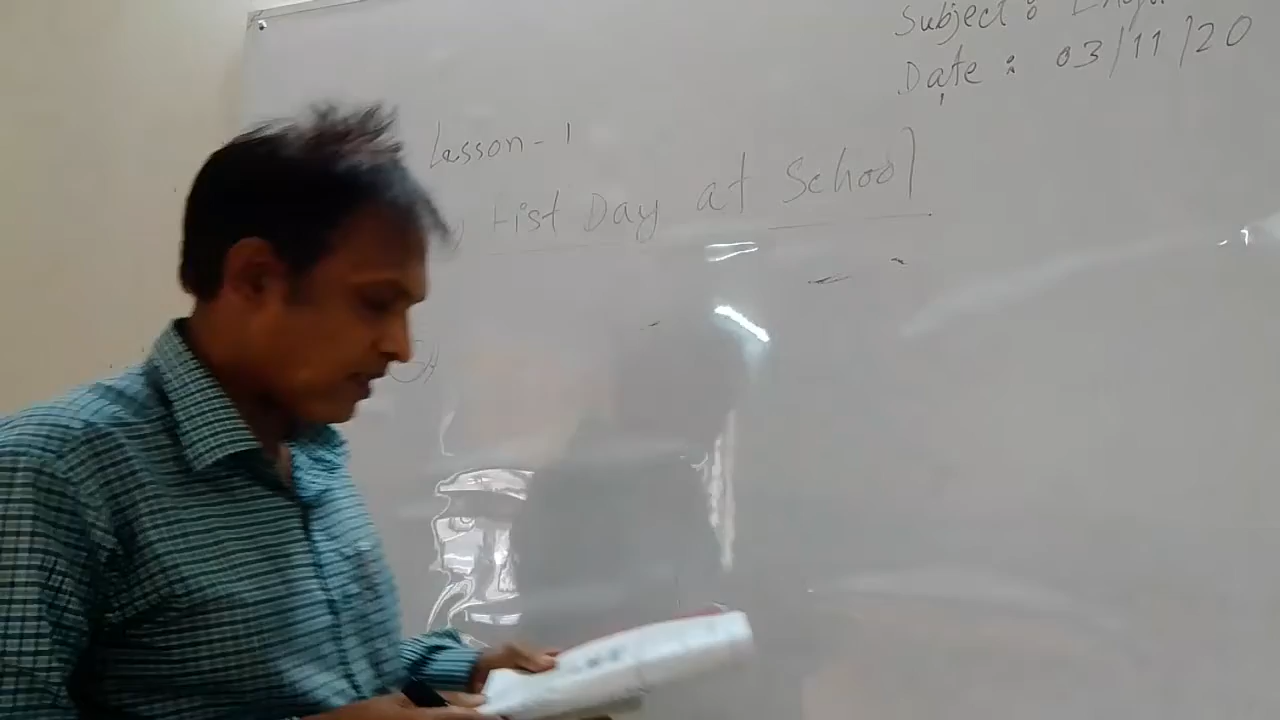 Subject :
Date : 03/11/20
Lesson - 1
Fist Day at School